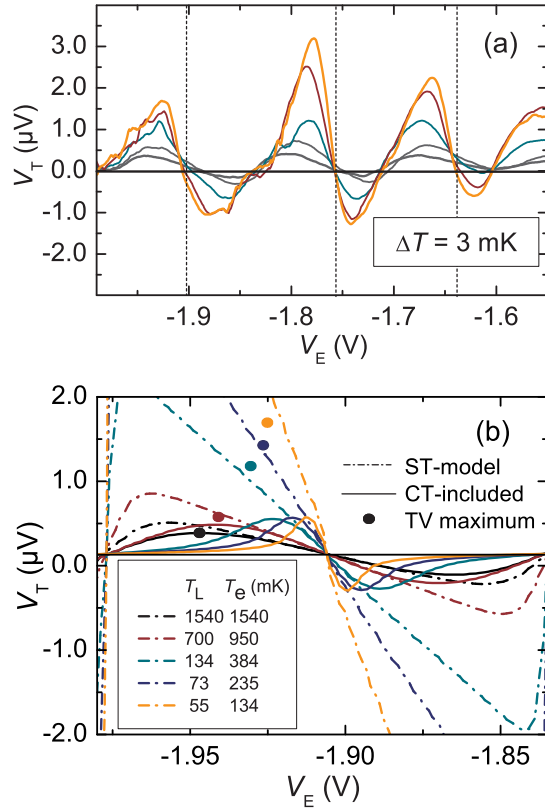 (a)
3.0
2.0
1.0
0.0
-1.0
-2.0
V_T (µV)
ΔT = 3 mK
-1.9 -1.8 -1.7 -1.6
V_E (V)
(b)
2.0
1.0
0.0
-1.0
-2.0
V_T (µV)
ST-model
CT-included
TV maximum
T_L T_e (mK)
1540 1540
700 950
134 384
73 235
55 134
-1.95 -1.90 -1.85
V_E (V)